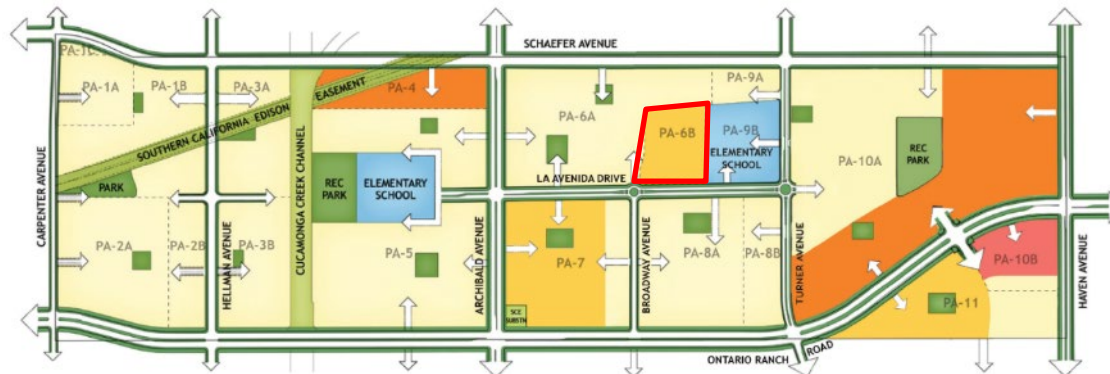 SCHAEFER AVENUE
PA-1A
PA-1B
PA-3A
PA-4
PA-6A
PA-6B
PA-9A
PA-9B
ELEMENTARY
SCHOOL
PA-10A
REC
PARK
SOUTHERN CALIFORNIA EDISON EASEMENT
CUCAMONGA CREEK CHANNEL
PARK
REC
PARK
ELEMENTARY
SCHOOL
LA AVENIDA DRIVE
CARPENTER AVENUE
HELLMAN AVENUE
ARCHIBALD AVENUE
BROADWAY AVENUE
TURNER AVENUE
HAVEN AVENUE
PA-2A
PA-2B
PA-3B
PA-5
PA-7
PA-8A
PA-8B
PA-10B
PA-11
SCE
SUBSTN
ONTARIO RANCH ROAD